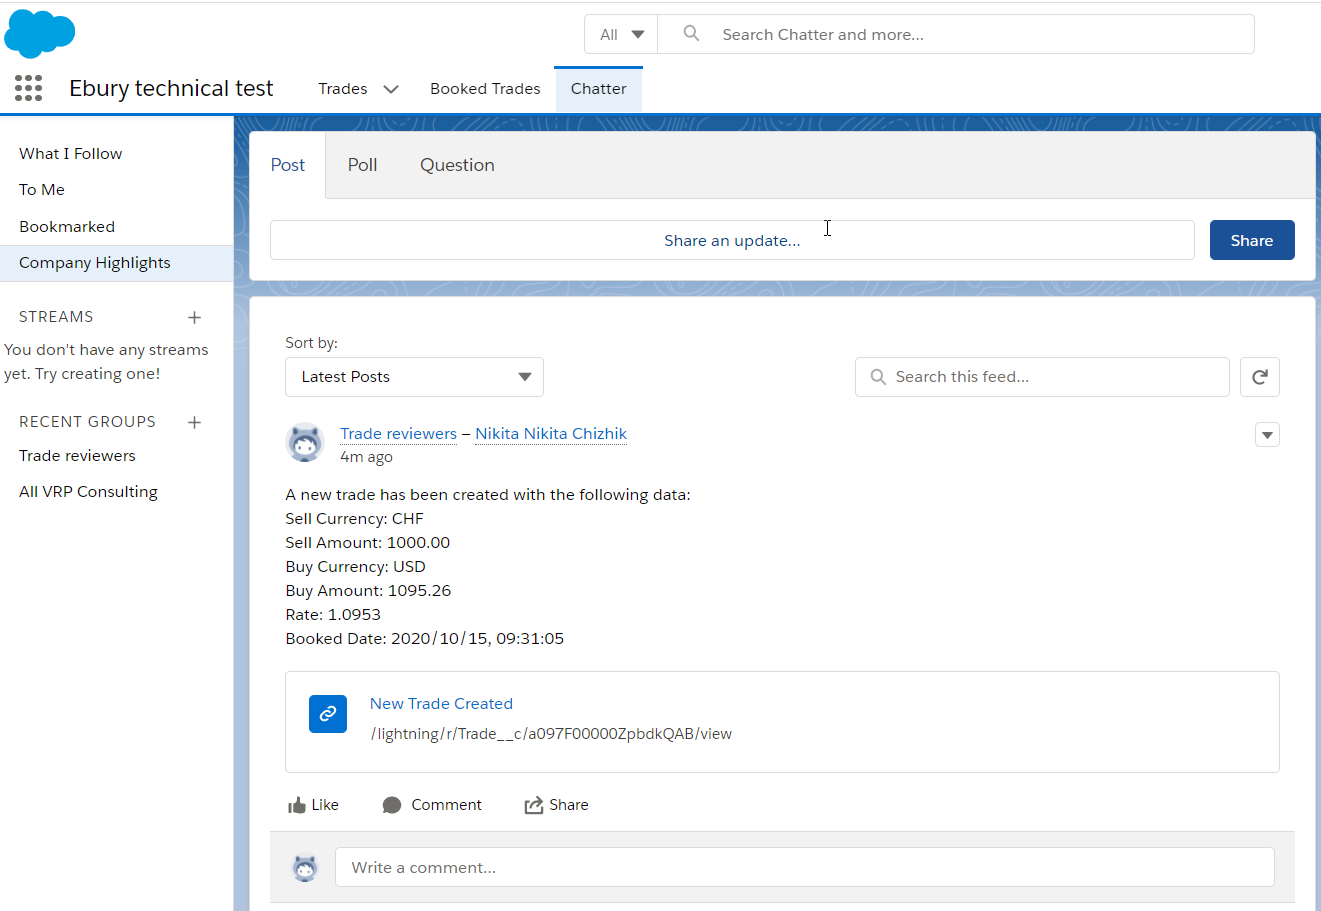 All
Search Chatter and more...
Ebury technical test
Trades
Booked Trades
Chatter
What I Follow
To Me
Bookmarked
Company Highlights
STREAMS
You don't have any streams
yet. Try creating one!
RECENT GROUPS
Trade reviewers
All VRP Consulting
Post
Poll
Question
Share an update...
Share
Sort by:
Latest Posts
Search this feed...
Trade reviewers – Nikita Nikita Chizhik
4m ago
A new trade has been created with the following data:
Sell Currency: CHF
Sell Amount: 1000.00
Buy Currency: USD
Buy Amount: 1095.26
Rate: 1.0953
Booked Date: 2020/10/15, 09:31:05
New Trade Created
/lightning/r/Trade__c/a097F00000ZpbdkQAB/view
Like
Comment
Share
Write a comment...